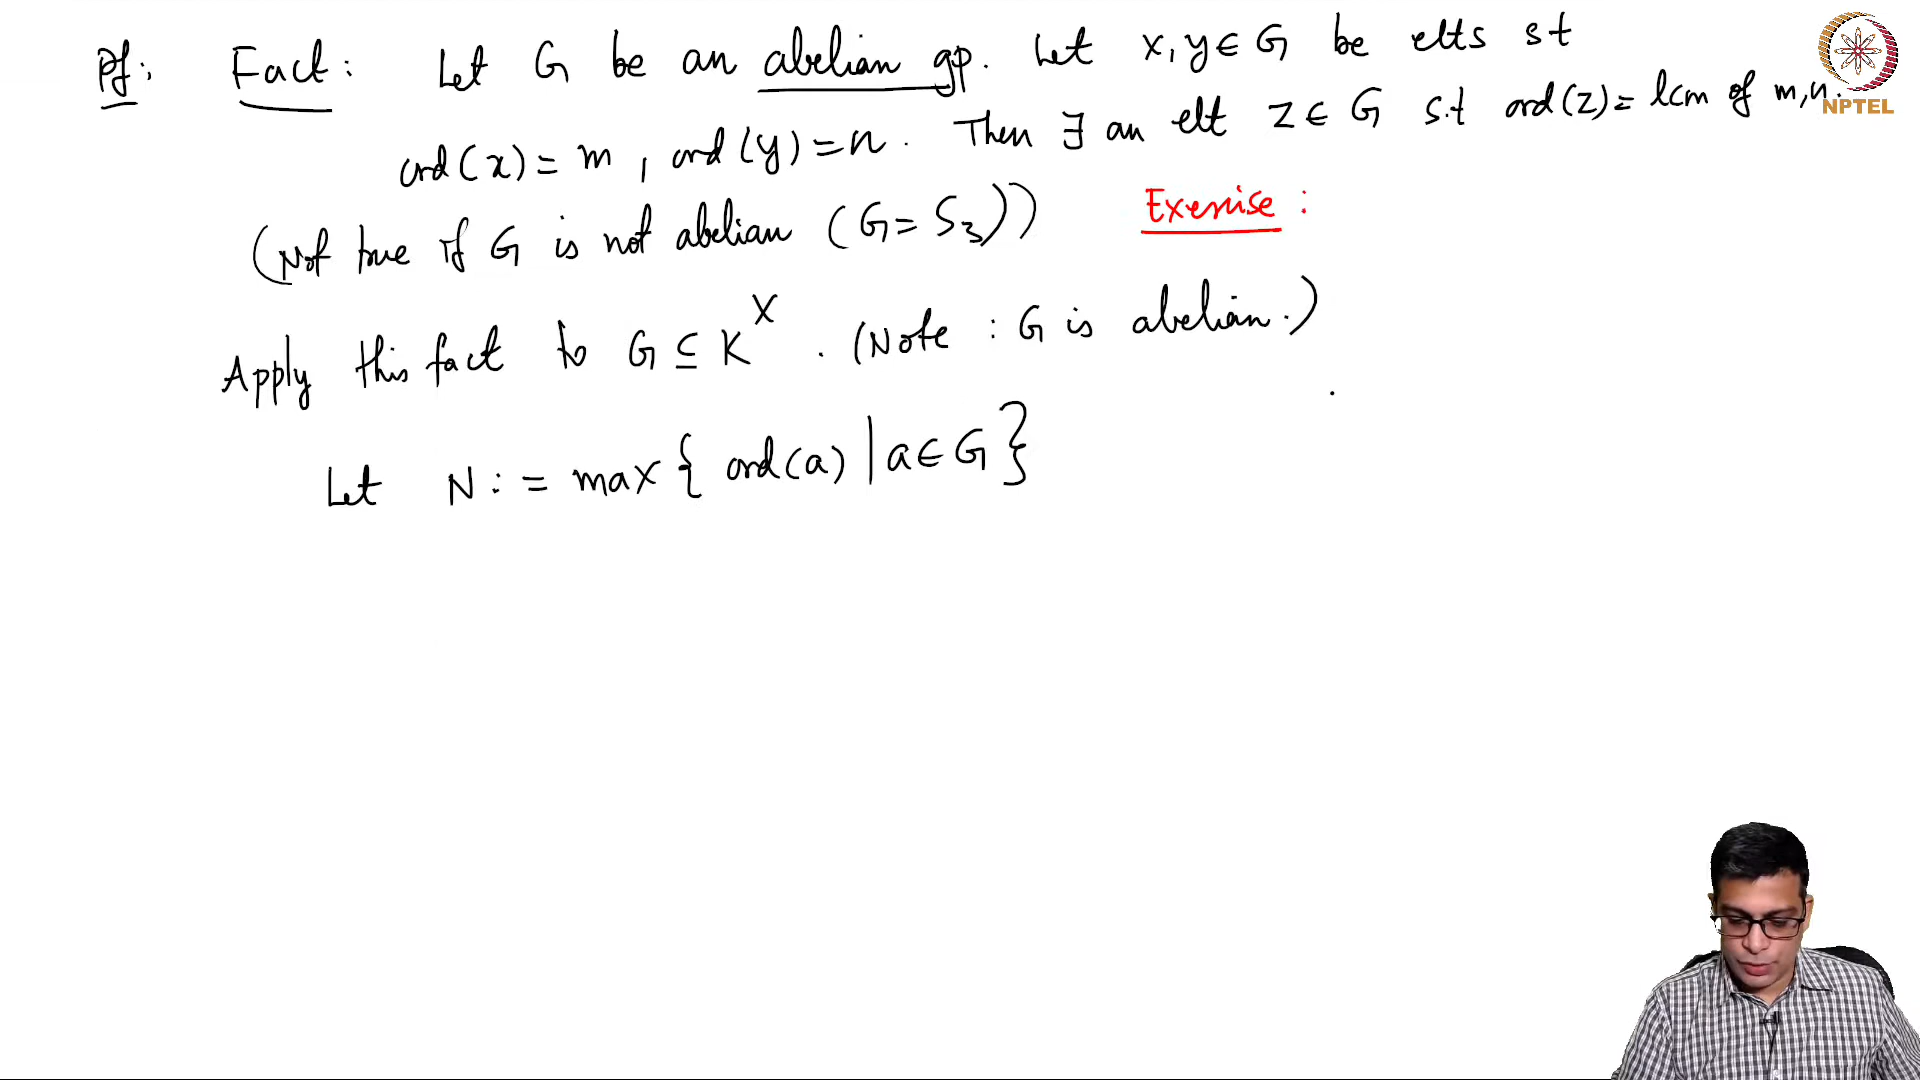 Pf: Fact: Let G be an abelian gp. Let x, y ∈ G be elts st
ord(x) = m, ord(y) = n. Then ∃ an elt z ∈ G s.t ord(z) = lcm of m,n.
NPTEL
(Not true if G is not abelian (G = S₃)) Exercise:
Apply this fact to G ⊆ K^× . (Note : G is abelian.)
Let N := max { ord(a) | a ∈ G }